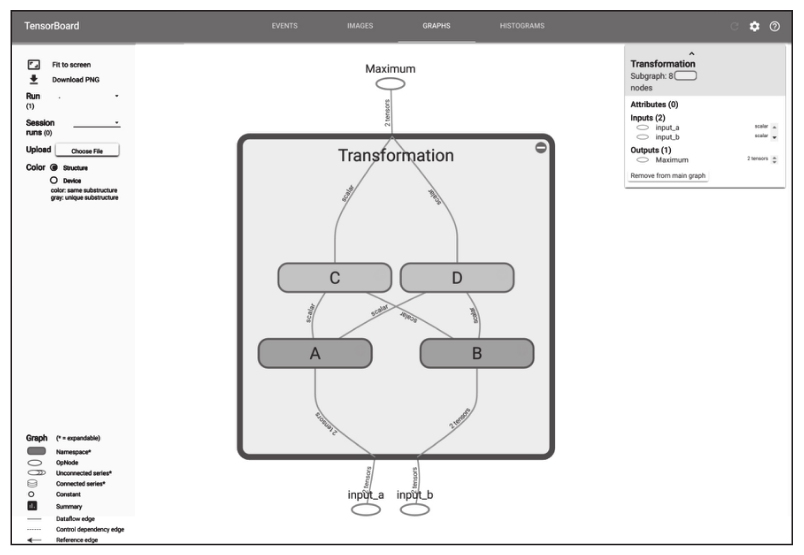 TensorBoard
EVENTS
IMAGES
GRAPHS
HISTOGRAMS
Fit to screen
Download PNG
Run
(1)
Session
runs (0)
Upload
Choose File
Color
Structure
Device
color: same substructure
gray: unique substructure
Maximum
2 tensors
Transformation
scalar
scalar
C
D
scalar
scalar
scalar
scalar
A
B
2 tensors
2 tensors
2 tensors
2 tensors
input_a
input_b
Transformation
Subgraph: 8
nodes
Attributes (0)
Inputs (2)
input_a
scalar
input_b
scalar
Outputs (1)
Maximum
2 tensors
Remove from main graph
Graph
(* = expandable)
Namespace*
OpNode
Unconnected series*
Connected series*
Constant
Summary
Dataflow edge
Control dependency edge
Reference edge